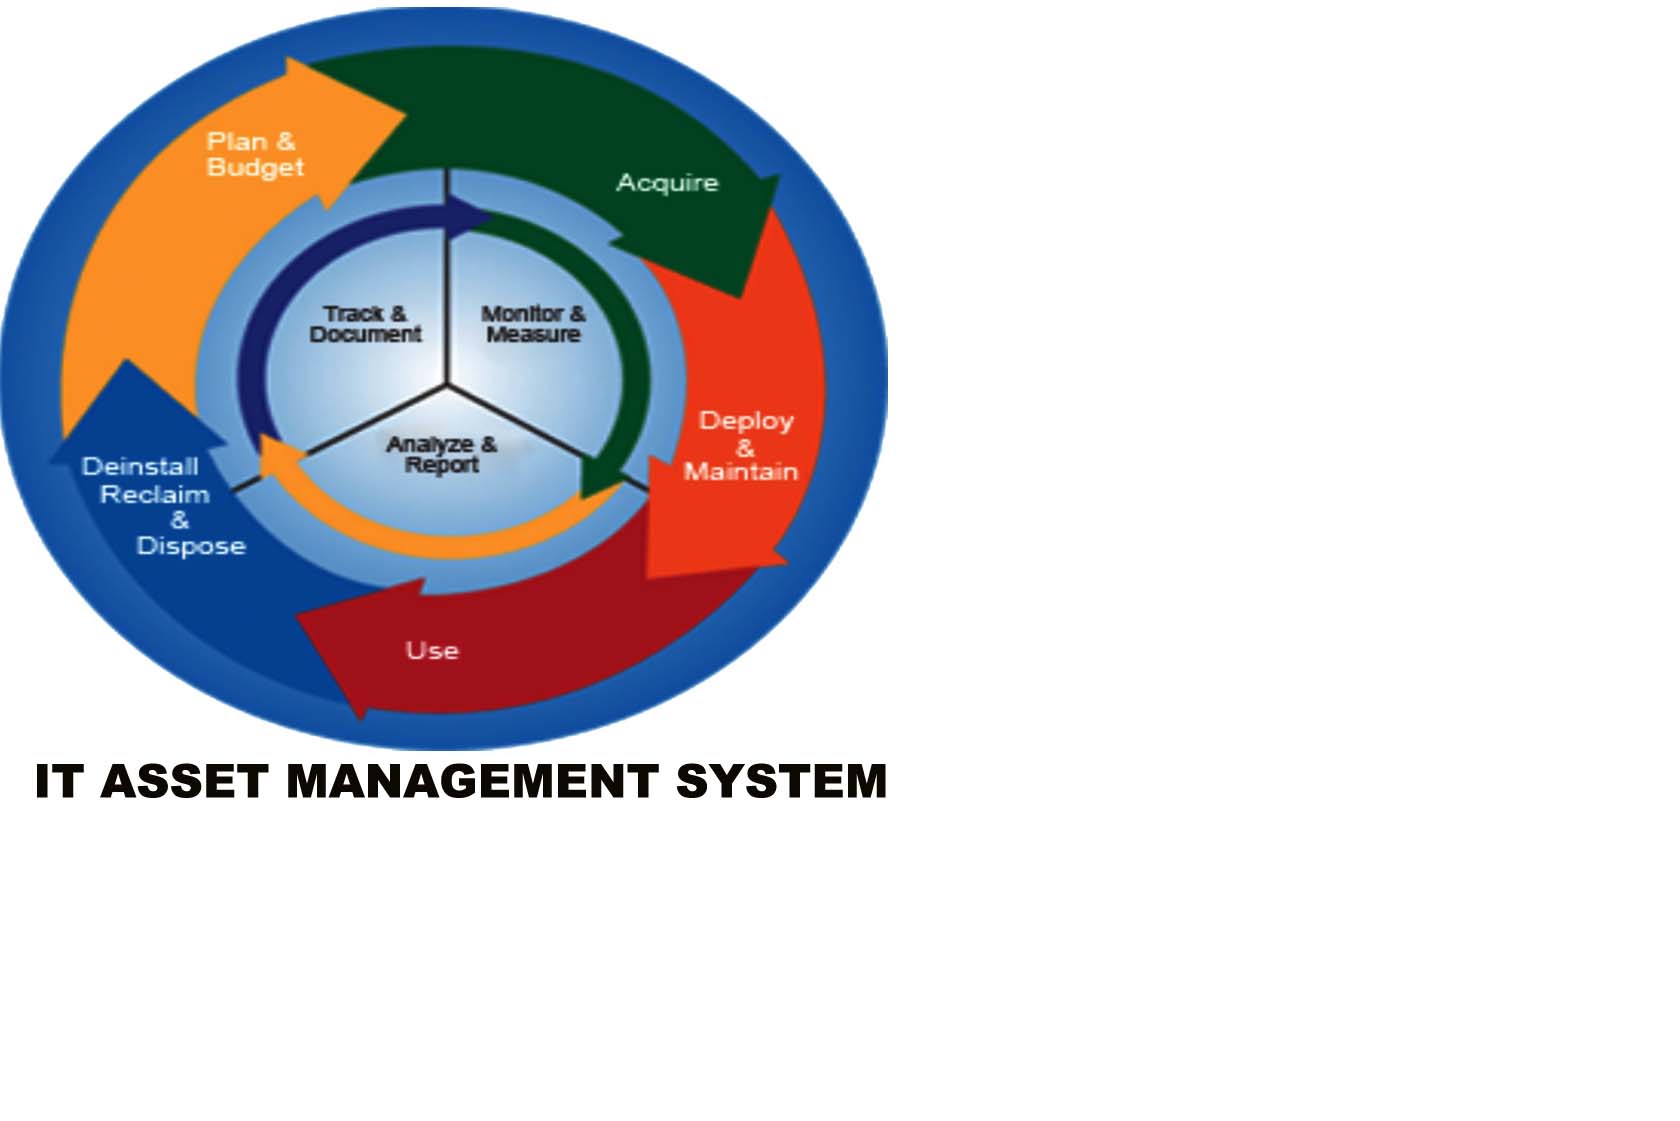 Plan &
Budget
Acquire
Track &
Document
Monitor &
Measure
Deploy
&
Maintain
Analyze &
Report
Deinstall
Reclaim
&
Dispose
Use
IT ASSET MANAGEMENT SYSTEM